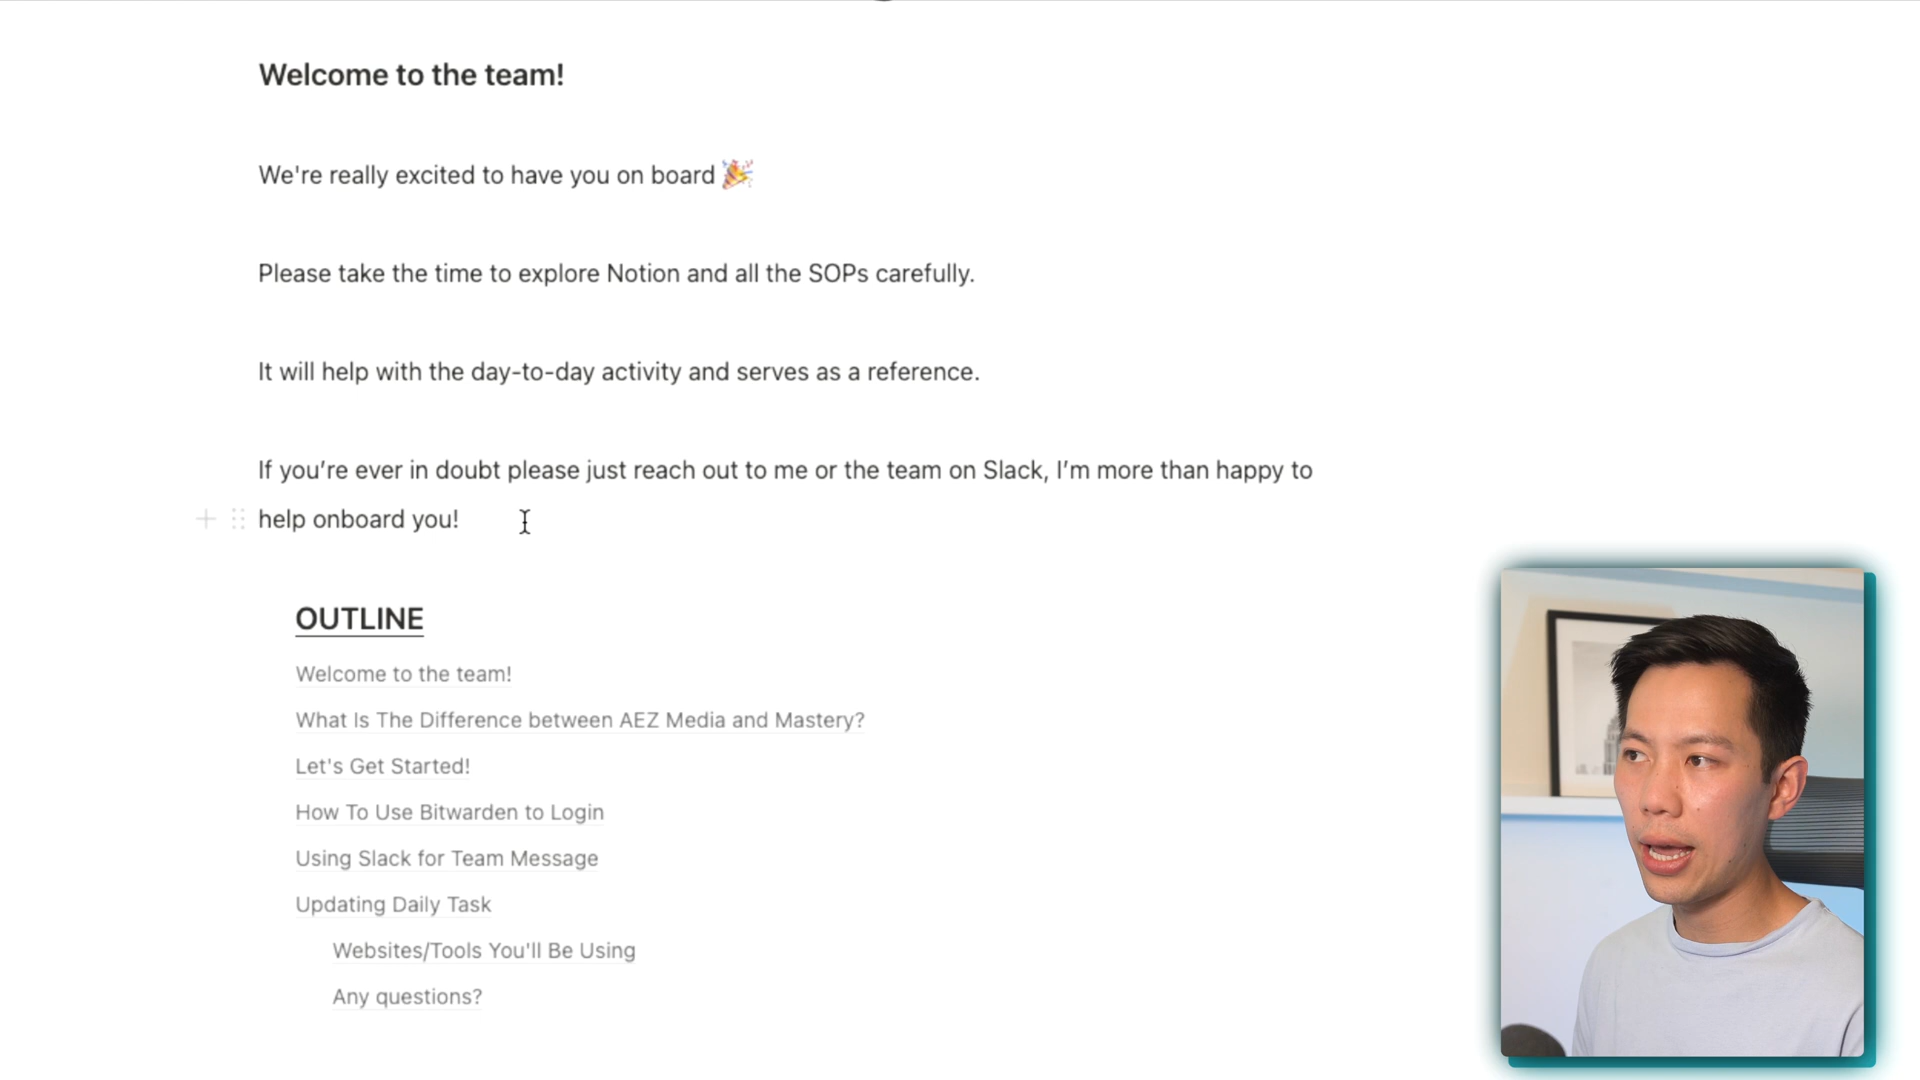 Welcome to the team!
We're really excited to have you on board 🎉
Please take the time to explore Notion and all the SOPs carefully.
It will help with the day-to-day activity and serves as a reference.
If you’re ever in doubt please just reach out to me or the team on Slack, I’m more than happy to
help onboard you!
OUTLINE
Welcome to the team!
What Is The Difference between AEZ Media and Mastery?
Let's Get Started!
How To Use Bitwarden to Login
Using Slack for Team Message
Updating Daily Task
Websites/Tools You'll Be Using
Any questions?